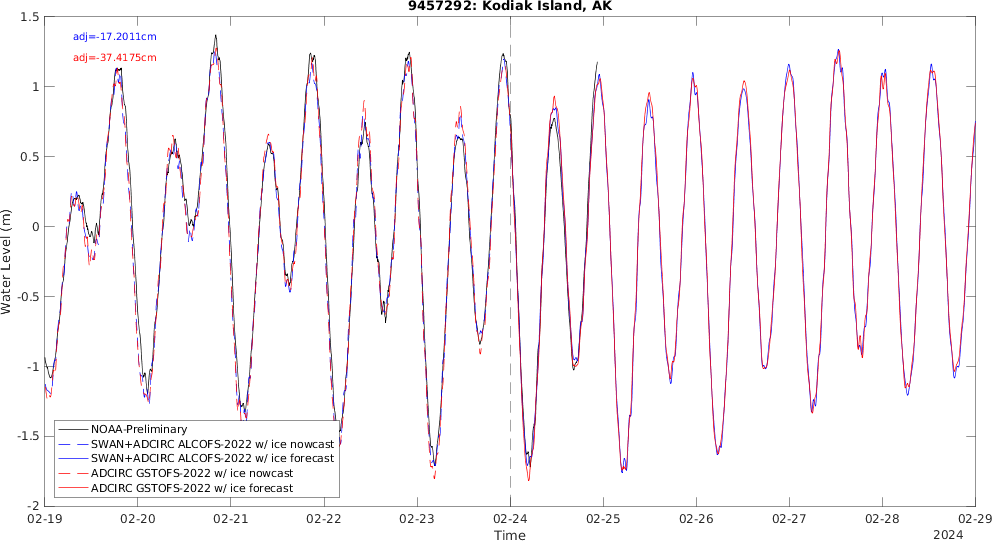 9457292: Kodiak Island, AK
adj=-17.2011cm
adj=-37.4175cm
1.5
1
0.5
0
-0.5
-1
-1.5
-2
Water Level (m)
NOAA-Preliminary
SWAN+ADCIRC ALCOFS-2022 w/ ice nowcast
SWAN+ADCIRC ALCOFS-2022 w/ ice forecast
ADCIRC GSTOFS-2022 w/ ice nowcast
ADCIRC GSTOFS-2022 w/ ice forecast
02-19 02-20 02-21 02-22 02-23 02-24 02-25 02-26 02-27 02-28 02-29
Time
2024